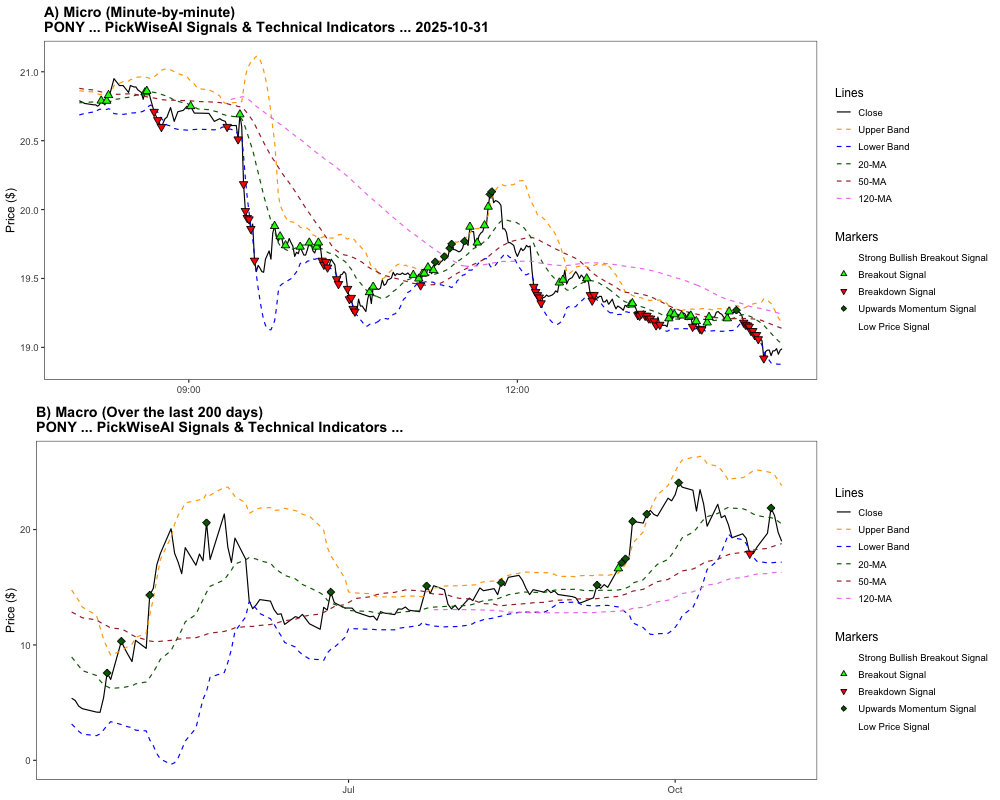 A) Micro (Minute-by-minute)
PONY ... PickWiseAI Signals & Technical Indicators ... 2025-10-31
Price ($)
21.0
20.5
20.0
19.5
19.0
09:00
12:00
Lines
Close
Upper Band
Lower Band
20-MA
50-MA
120-MA
Markers
Strong Bullish Breakout Signal
Breakout Signal
Breakdown Signal
Upwards Momentum Signal
Low Price Signal
B) Macro (Over the last 200 days)
PONY ... PickWiseAI Signals & Technical Indicators ...
Price ($)
20
10
0
Jul
Oct
Lines
Close
Upper Band
Lower Band
20-MA
50-MA
120-MA
Markers
Strong Bullish Breakout Signal
Breakout Signal
Breakdown Signal
Upwards Momentum Signal
Low Price Signal